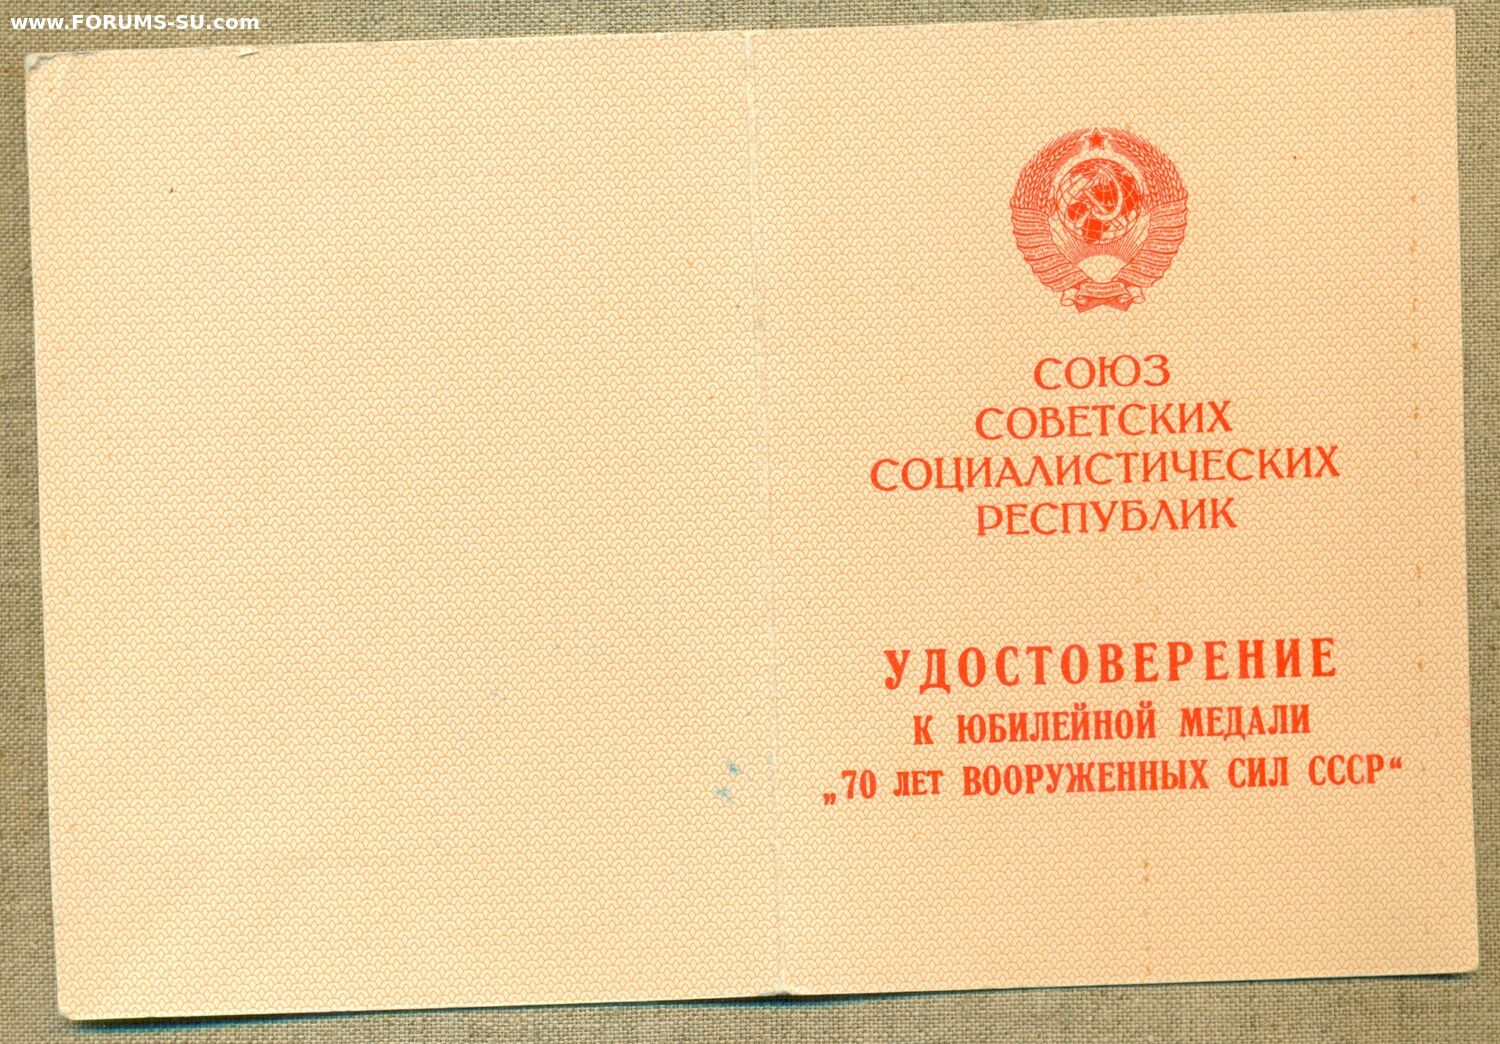 www.FORUMS-SU.com
СОЮЗ
СОВЕТСКИХ
СОЦИАЛИСТИЧЕСКИХ
РЕСПУБЛИК
УДОСТОВЕРЕНИЕ
К ЮБИЛЕЙНОЙ МЕДАЛИ
„70 ЛЕТ ВООРУЖЕННЫХ СИЛ СССР“